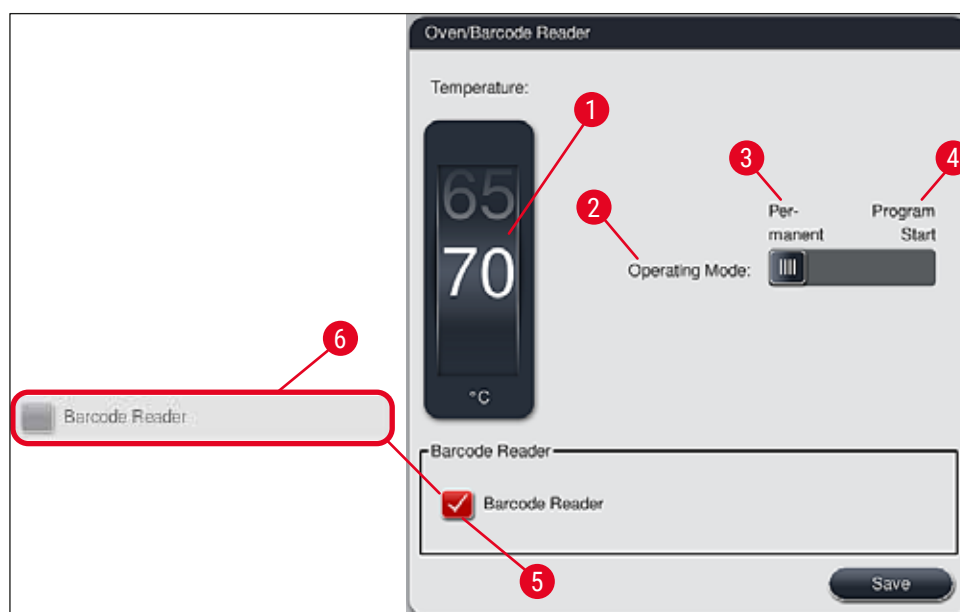 Oven/Barcode Reader
Temperature:
1
3
4
65
2
Per-
manent
Program
Start
70
Operating Mode:
6
°C
Barcode Reader
Barcode Reader
Barcode Reader
5
Save